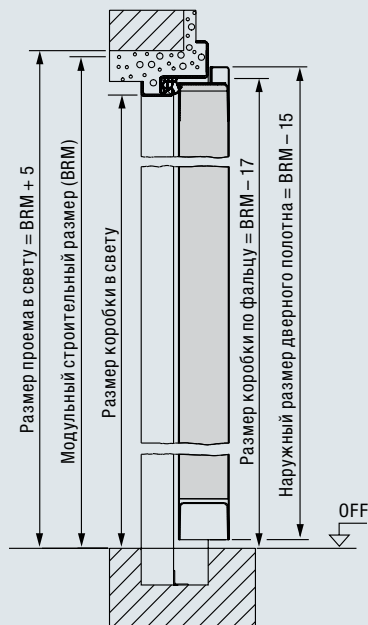 Размер проема в свету = BRM + 5
Модульный строительный размер (BRM)
Размер коробки в свету
Размер коробки по фальцу = BRM – 17
Наружный размер дверного полотна = BRM – 15
OFF